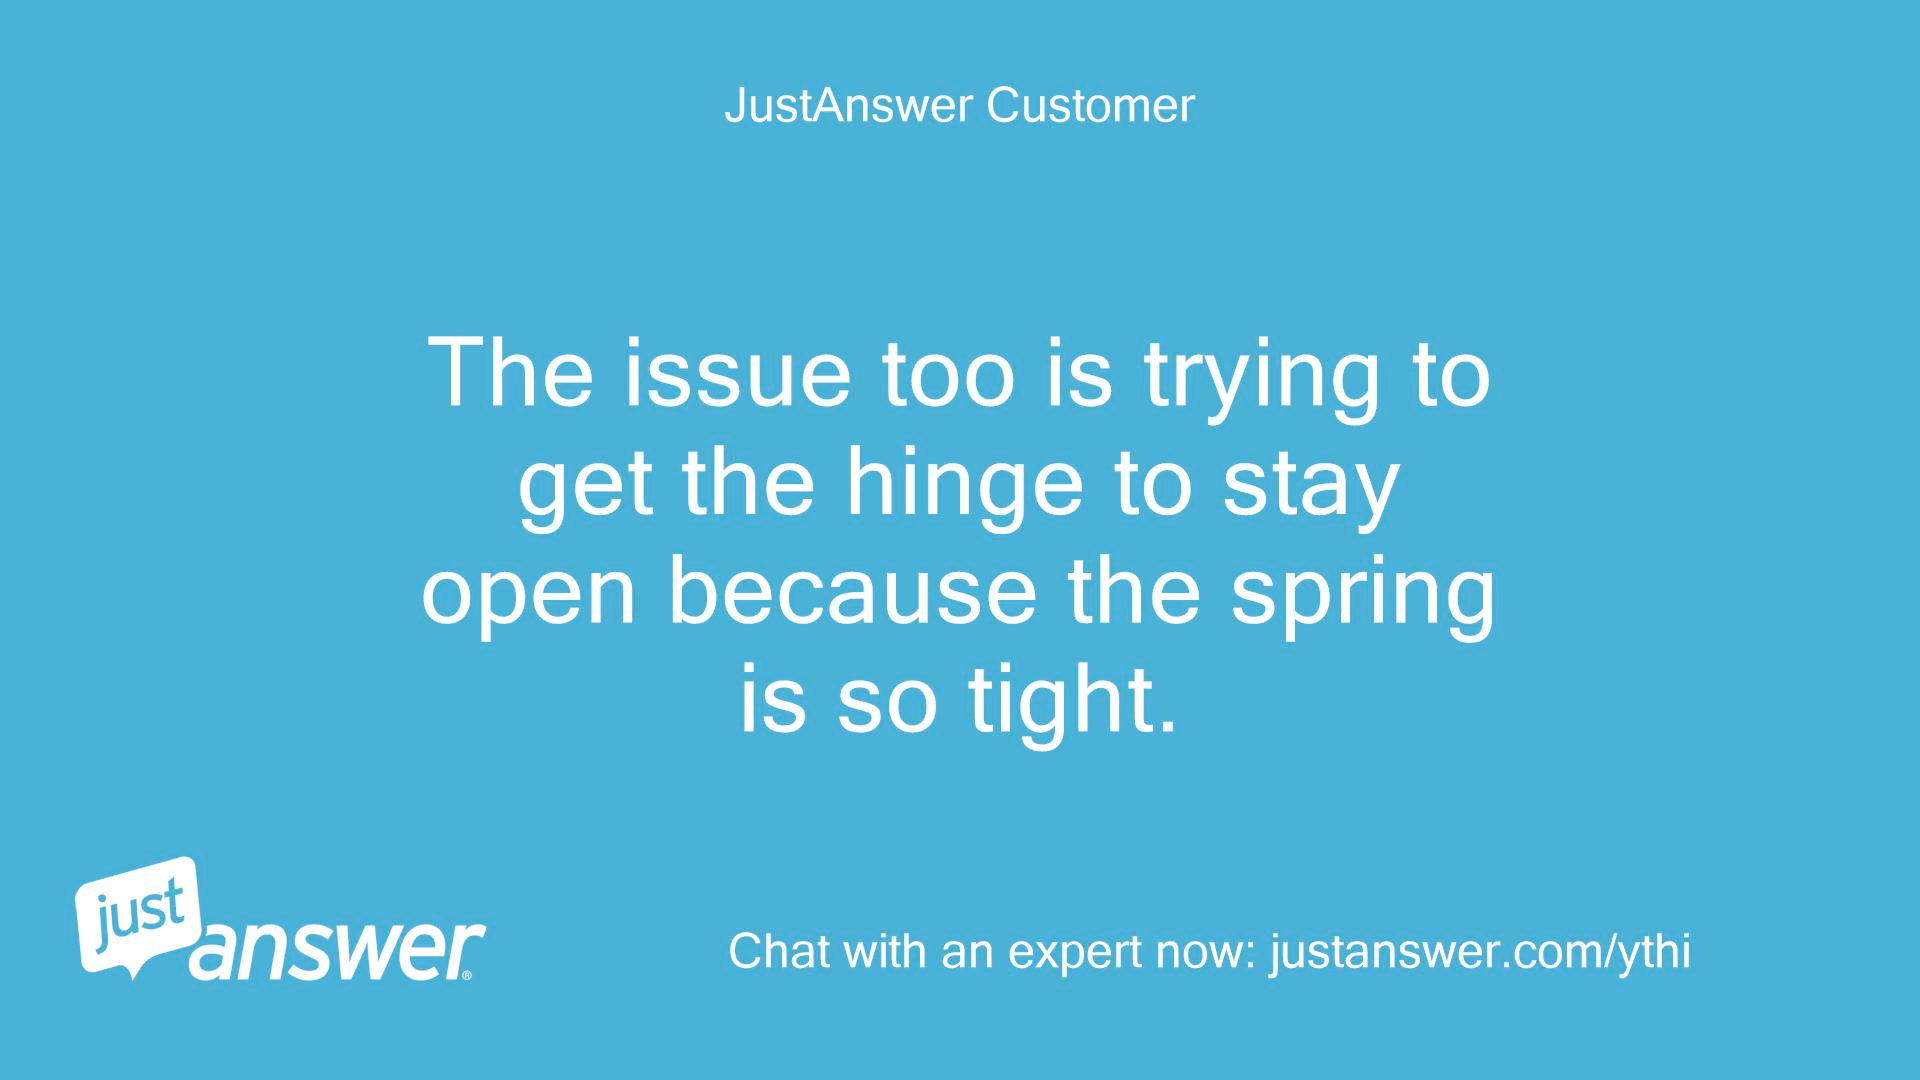 JustAnswer Customer
The issue too is trying to
get the hinge to stay
open because the spring
is so tight.
just
answer®
Chat with an expert now: justanswer.com/ythi